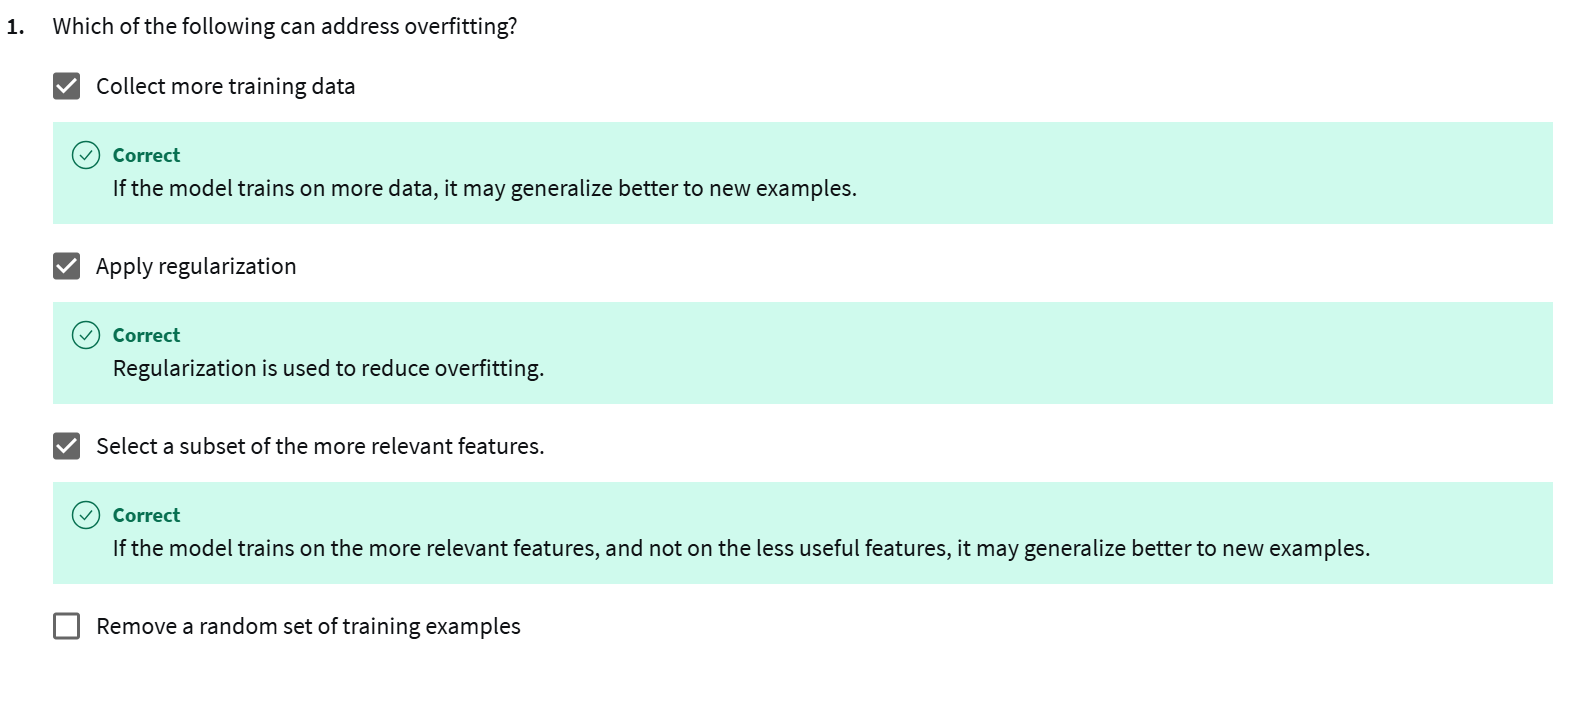 1. Which of the following can address overfitting?
Collect more training data
Correct
If the model trains on more data, it may generalize better to new examples.
Apply regularization
Correct
Regularization is used to reduce overfitting.
Select a subset of the more relevant features.
Correct
If the model trains on the more relevant features, and not on the less useful features, it may generalize better to new examples.
Remove a random set of training examples